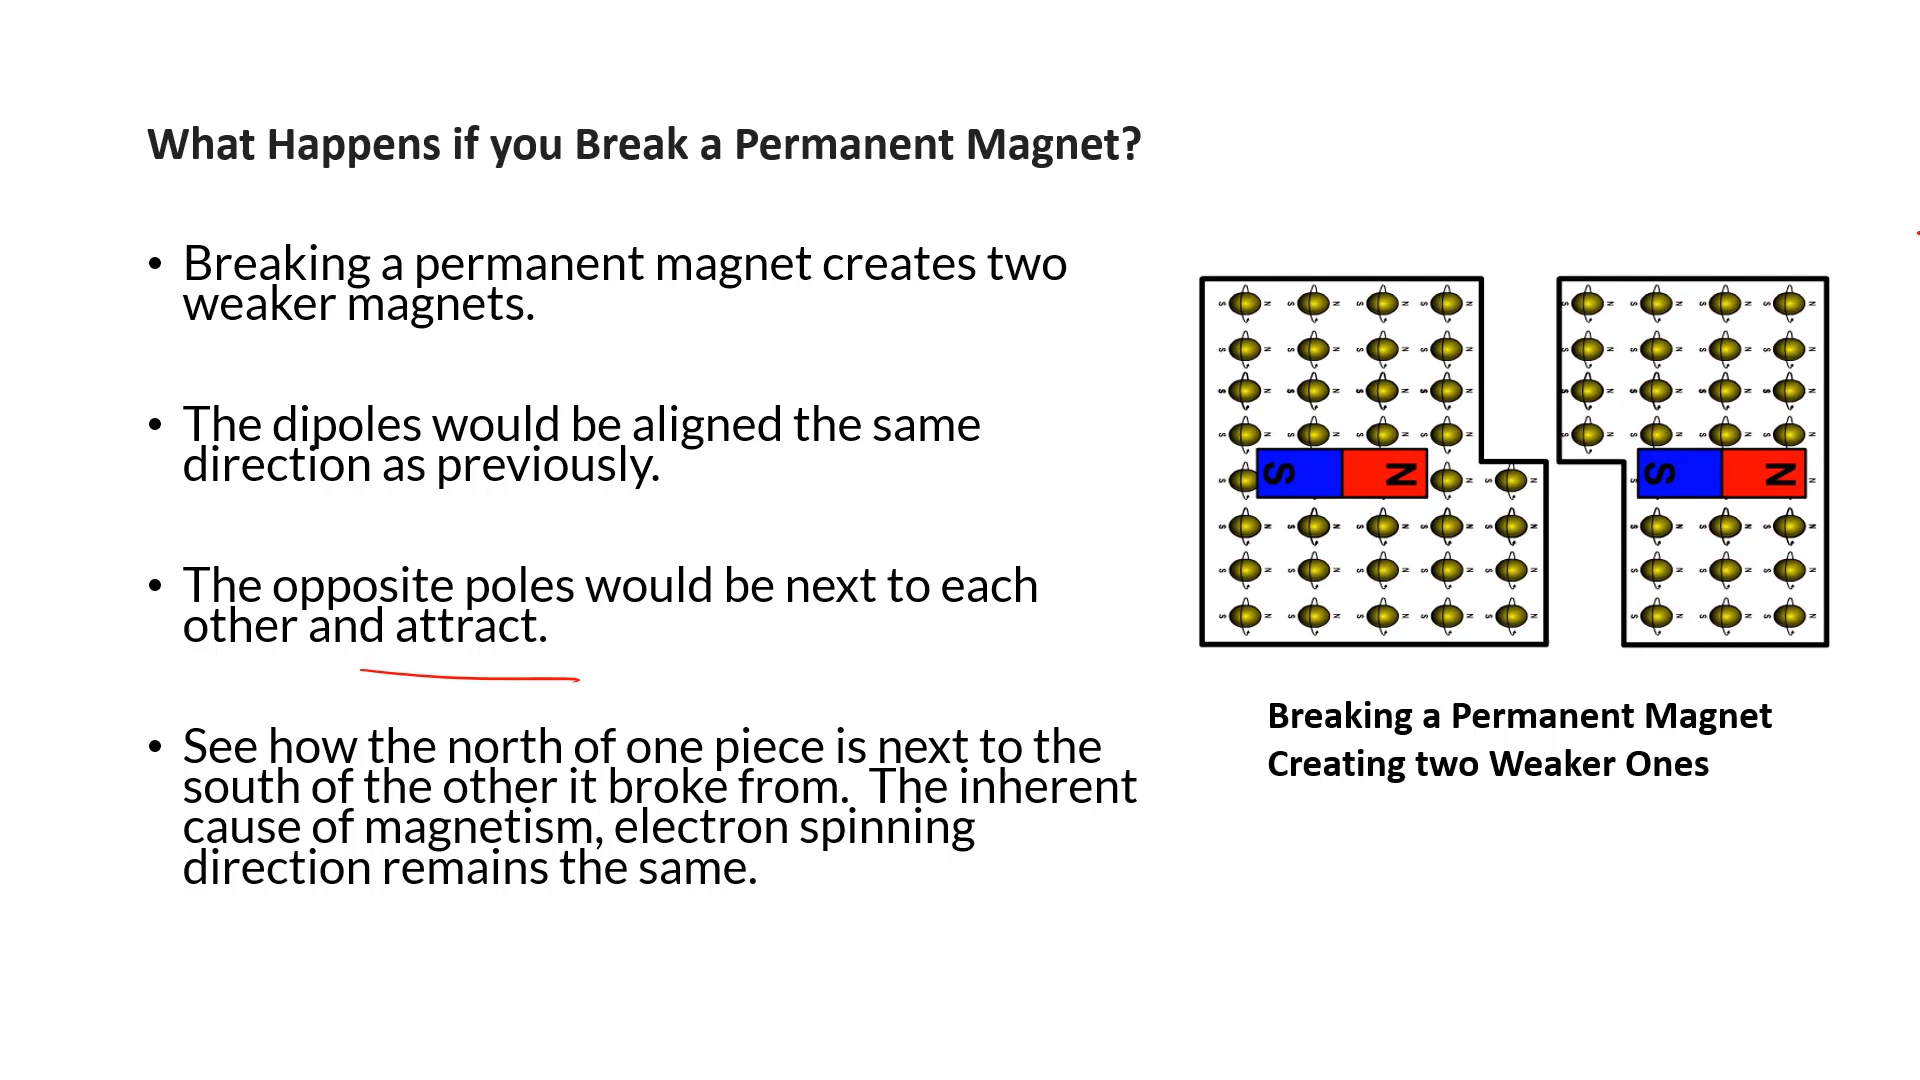 What Happens if you Break a Permanent Magnet?
• Breaking a permanent magnet creates two
weaker magnets.
• The dipoles would be aligned the same
direction as previously.
• The opposite poles would be next to each
other and attract.
• See how the north of one piece is next to the
south of the other it broke from.  The inherent
cause of magnetism, electron spinning
direction remains the same.
S N
S N
Breaking a Permanent Magnet
Creating two Weaker Ones